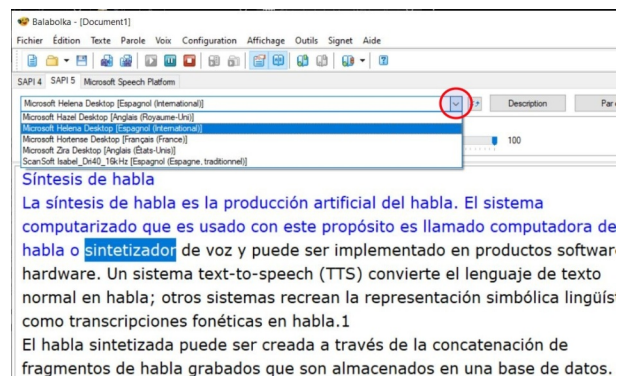 Balabolka - [Document1]
Fichier Édition Texte Parole Voix Configuration Affichage Outils Signet Aide
SAPI 4 SAPI 5 Microsoft Speech Platform
Microsoft Helena Desktop [Espagnol (International)] Description Par
Microsoft Hazel Desktop [Anglais (Royaume-Uni)]
Microsoft Helena Desktop [Espagnol (International)]
Microsoft Hortense Desktop [Français (France)]
Microsoft Zira Desktop [Anglais (États-Unis)]
ScanSoft Isabel_Dri40_16kHz [Espagnol (Espagne, traditionnel)]
100
Síntesis de habla
La síntesis de habla es la producción artificial del habla. El sistema
computarizado que es usado con este propósito es llamado computadora de
habla o sintetizador de voz y puede ser implementado en productos softwar
hardware. Un sistema text-to-speech (TTS) convierte el lenguaje de texto
normal en habla; otros sistemas recrean la representación simbólica lingüís
como transcripciones fonéticas en habla.1
El habla sintetizada puede ser creada a través de la concatenación de
fragmentos de habla grabados que son almacenados en una base de datos.